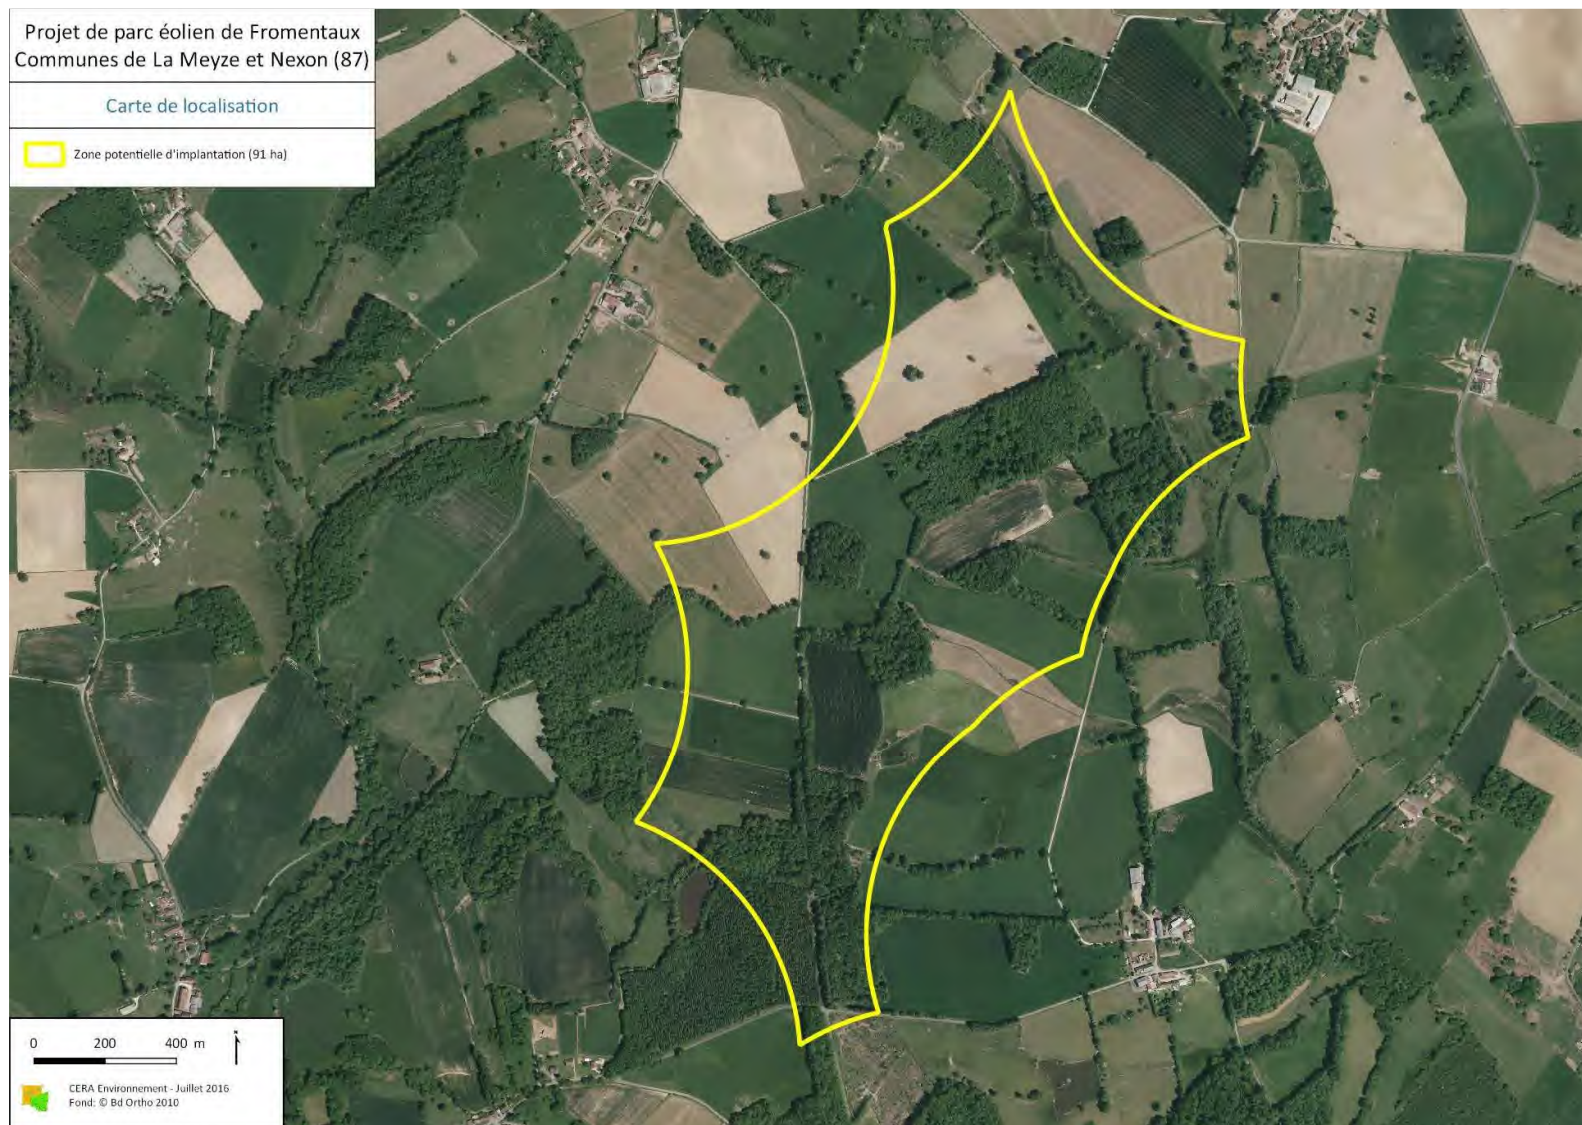 Projet de parc éolien de Fromentaux
Communes de La Meyze et Nexon (87)
Carte de localisation
Zone potentielle d'implantation (91 ha)
0 200 400 m
CERA Environnement - Juillet 2016
Fond: © Bd Ortho 2010